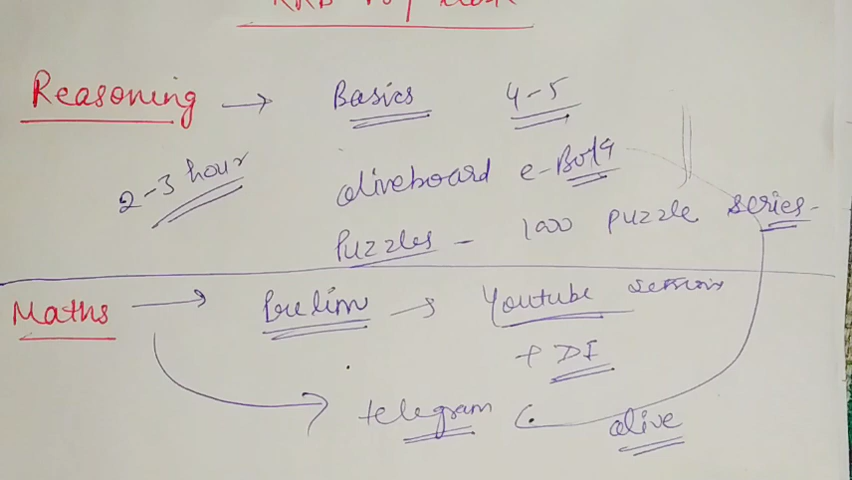 RRB
Reasoning → Basics 4-5
2-3 hour
oliveboard e-Book
Puzzles - 1000 puzzle series-
Maths → Prelim → Youtube session
+ DI
telegram
olive